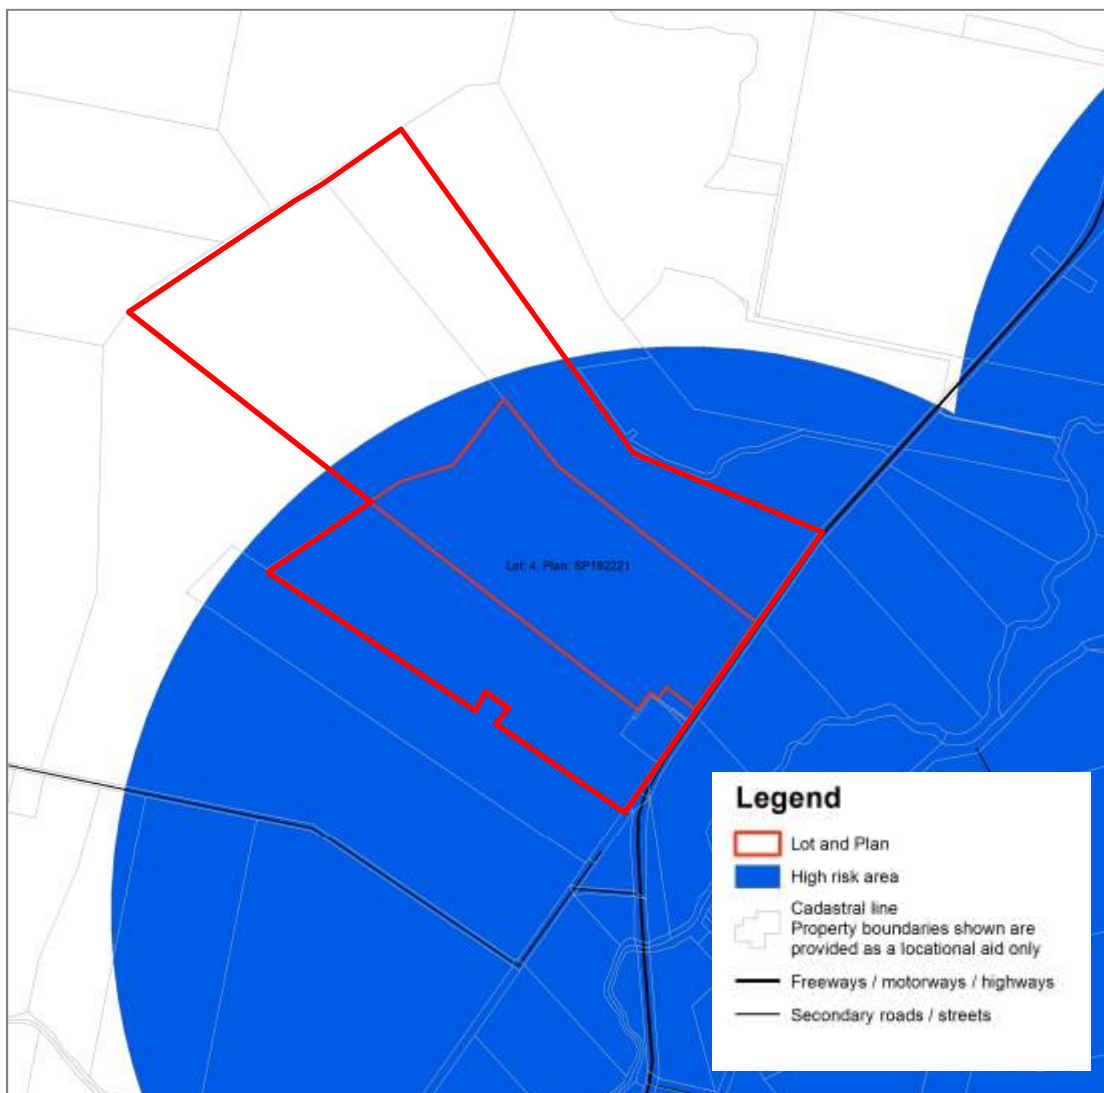 Lot: 4, Plan: SP192221
Legend
Lot and Plan
High risk area
Cadastral line
Property boundaries shown are
provided as a locational aid only
Freeways / motorways / highways
Secondary roads / streets